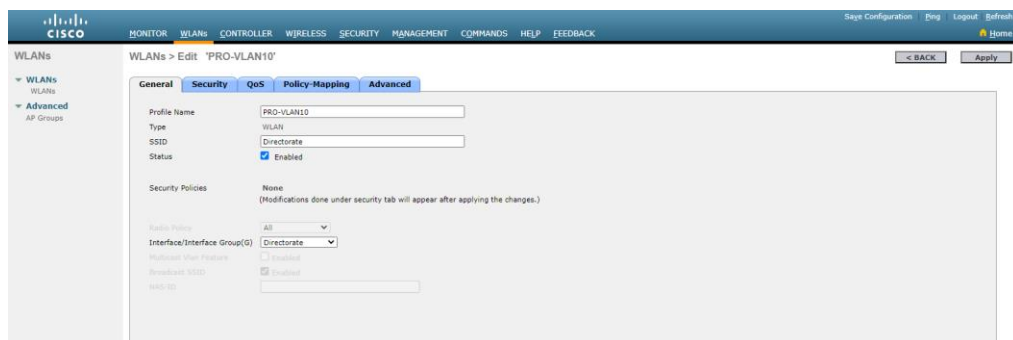 Save Configuration Ping Logout Refresh
CISCO
MONITOR WLANs CONTROLLER WIRELESS SECURITY MANAGEMENT COMMANDS HELP FEEDBACK
Home
WLANs
WLANs > Edit 'PRO-VLAN10'
< BACK Apply
WLANs
WLANs
Advanced
AP Groups
General Security QoS Policy-Mapping Advanced
Profile Name PRO-VLAN10
Type WLAN
SSID Directorate
Status Enabled
Security Policies None
(Modifications done under security tab will appear after applying the changes.)
Radio Policy All
Interface/Interface Group(G) Directorate
Multicast Vlan Feature Enabled
Broadcast SSID Enabled
NAS-ID